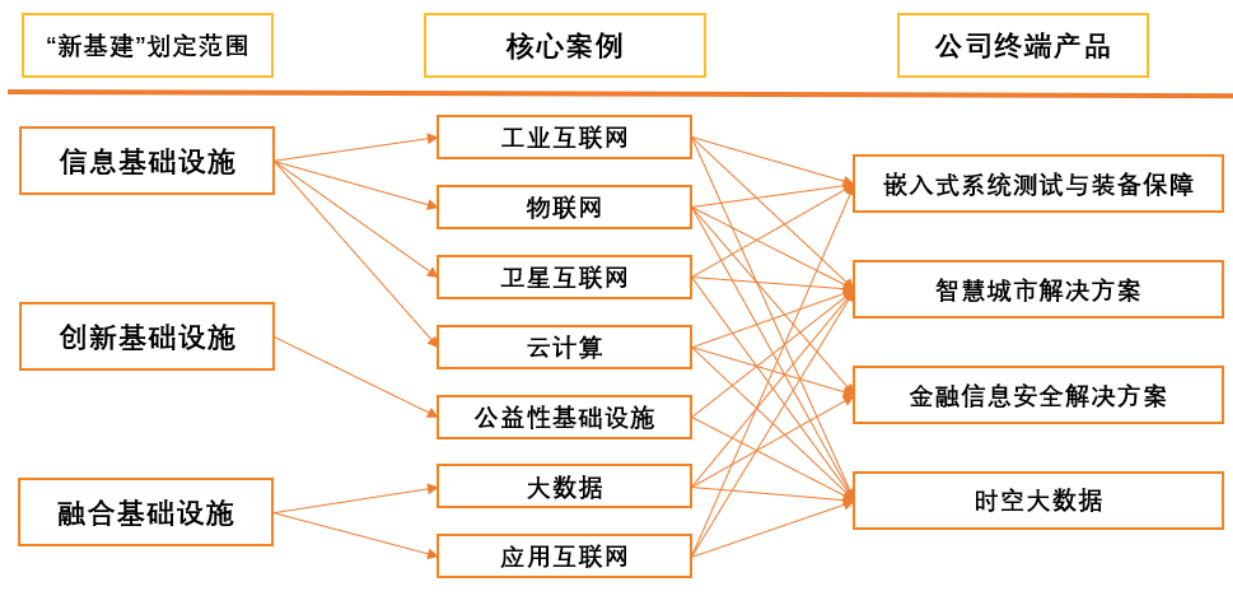 “新基建”划定范围
核心案例
公司终端产品
信息基础设施
创新基础设施
融合基础设施
工业互联网
物联网
卫星互联网
云计算
公益性基础设施
大数据
应用互联网
嵌入式系统测试与装备保障
智慧城市解决方案
金融信息安全解决方案
时空大数据